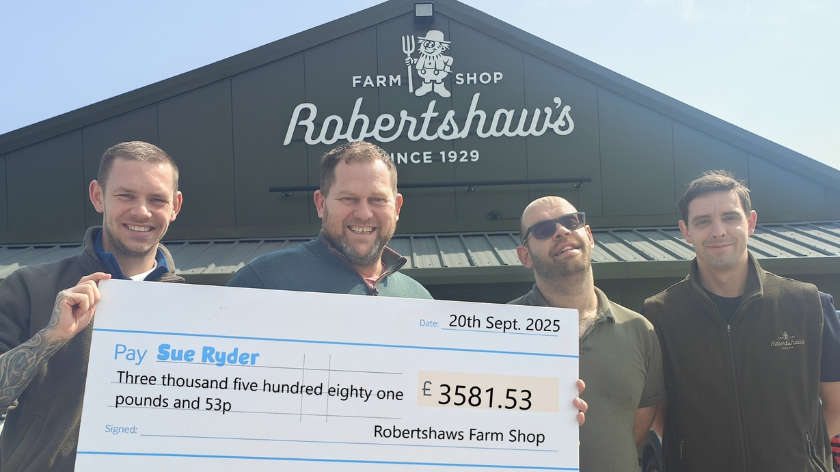 FARM SHOP
Robertshaw's
SINCE 1929
Date: 20th Sept. 2025
Pay Sue Ryder
Three thousand five hundred eighty one
pounds and 53p
£ 3581.53
Signed: Robertshaws Farm Shop
Robertshaw's